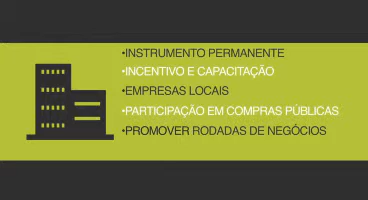 •INSTRUMENTO PERMANENTE
•INCENTIVO E CAPACITAÇÃO
•EMPRESAS LOCAIS
•PARTICIPAÇÃO EM COMPRAS PÚBLICAS
•PROMOVER RODADAS DE NEGÓCIOS